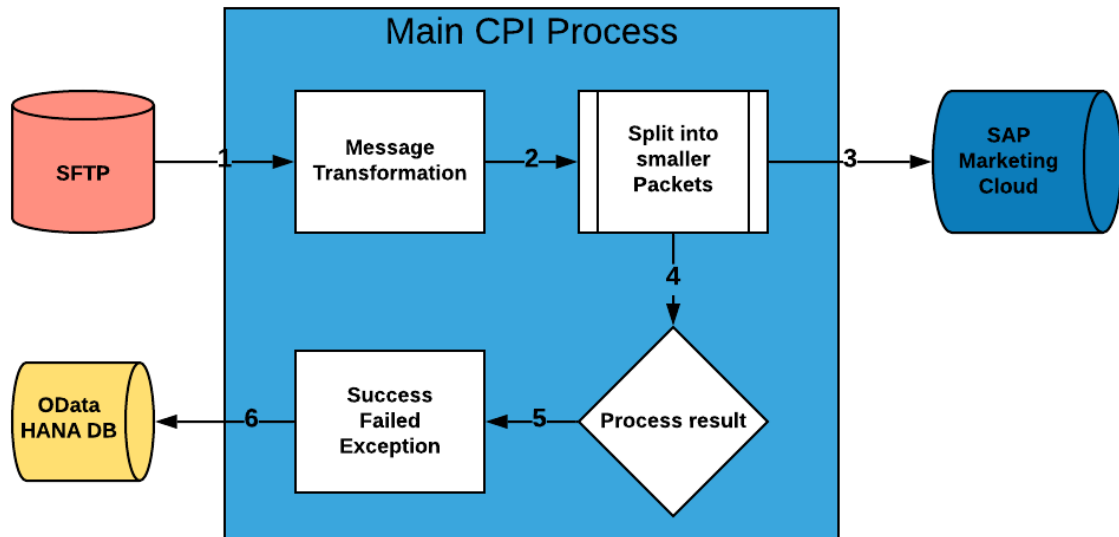 Main CPI Process
SFTP
1
Message
Transformation
2
Split into
smaller
Packets
3
SAP
Marketing
Cloud
4
OData
HANA DB
6
Success
Failed
Exception
5
Process result